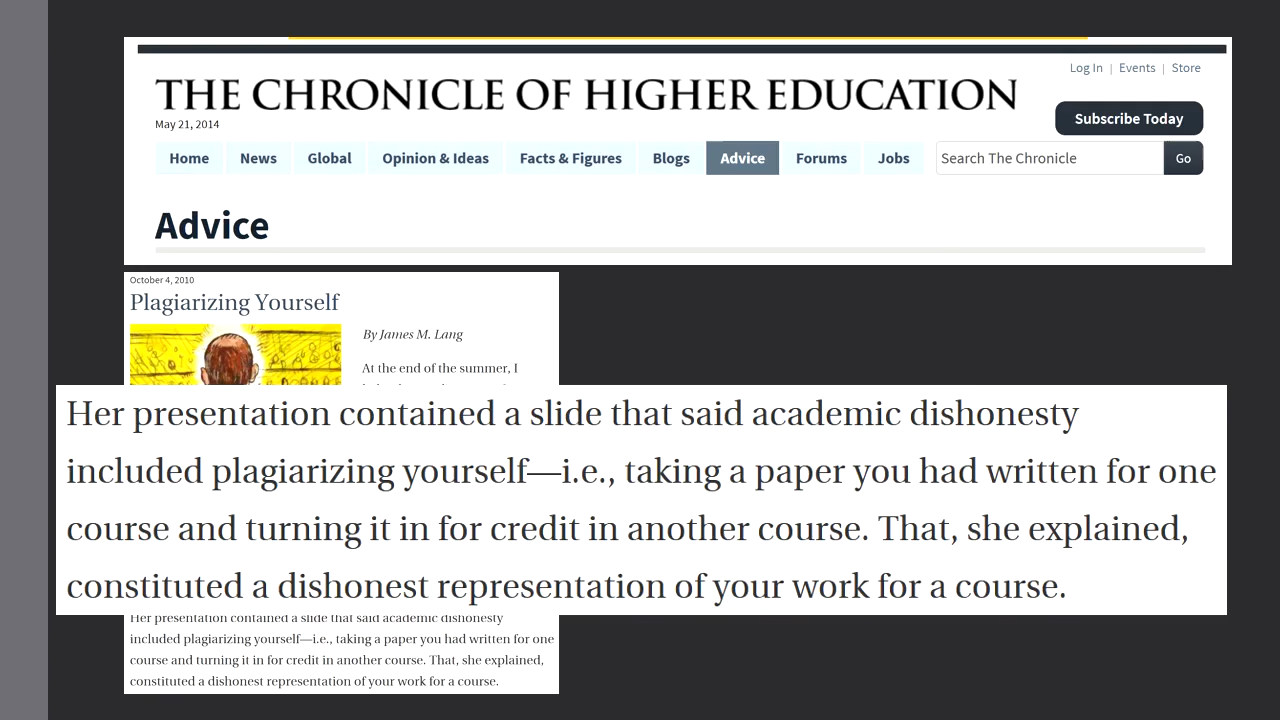 Log In | Events | Store
THE CHRONICLE OF HIGHER EDUCATION
May 21, 2014
Subscribe Today
Home News Global Opinion & Ideas Facts & Figures Blogs Advice Forums Jobs Search The Chronicle Go
Advice
October 4, 2010
Plagiarizing Yourself
By James M. Lang
At the end of the summer, I
Her presentation contained a slide that said academic dishonesty
included plagiarizing yourself—i.e., taking a paper you had written for one
course and turning it in for credit in another course. That, she explained,
constituted a dishonest representation of your work for a course.
Her presentation contained a slide that said academic dishonesty
included plagiarizing yourself—i.e., taking a paper you had written for one
course and turning it in for credit in another course. That, she explained,
constituted a dishonest representation of your work for a course.